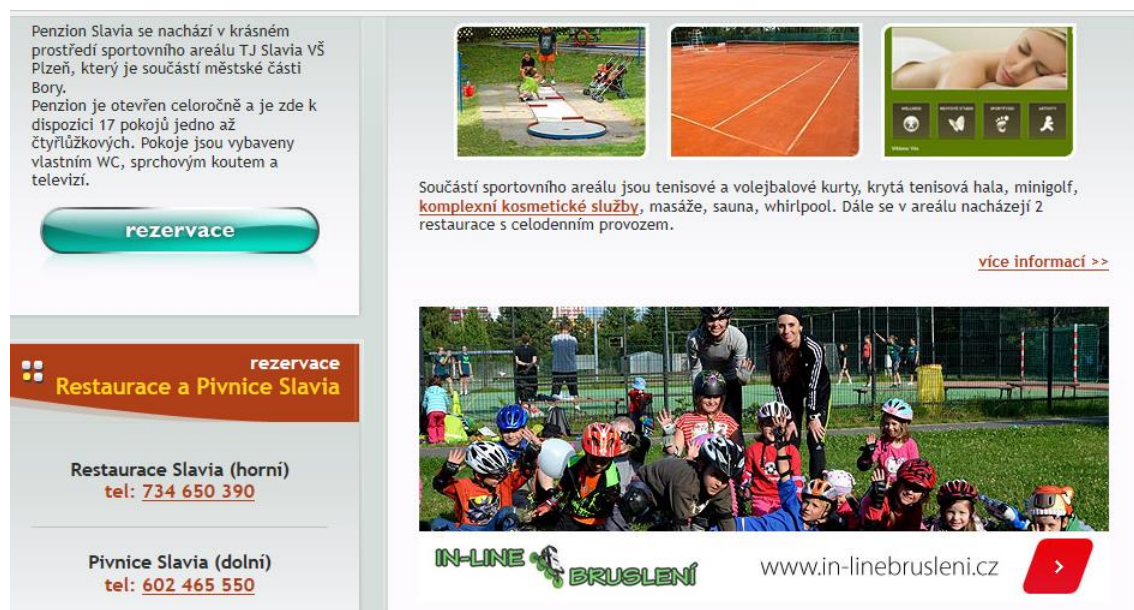 Penzion Slavia se nachází v krásném
prostředí sportovního areálu TJ Slavia VŠ
Plzeň, který je součástí městské části
Bory.
Penzion je otevřen celoročně a je zde k
dispozici 17 pokojů jedno až
čtyřlůžkových. Pokoje jsou vybaveny
vlastním WC, sprchovým koutem a
televizí.
rezervace
rezervace
Restaurace a Pivnice Slavia
Restaurace Slavia (horní)
tel: 734 650 390
Pivnice Slavia (dolní)
tel: 602 465 550
Součástí sportovního areálu jsou tenisové a volejbalové kurty, krytá tenisová hala, minigolf,
komplexní kosmetické služby, masáže, sauna, whirlpool. Dále se v areálu nacházejí 2
restaurace s celodenním provozem.
více informací >>
IN-LINE
BRUSLENÍ
www.in-linebrusleni.cz